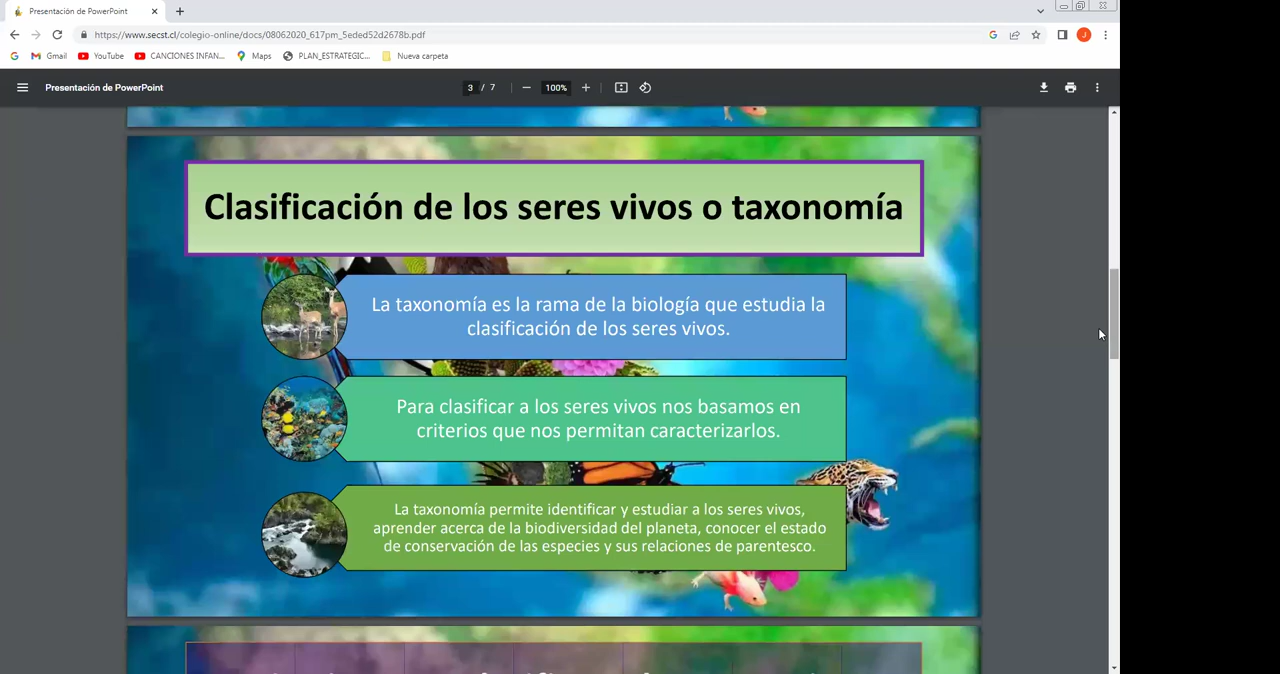 Presentación de PowerPoint
https://www.secst.cl/colegio-online/docs/08062020_617pm_5eded52d2678b.pdf
Gmail YouTube CANCIONES INFAN... Maps PLAN_ESTRATEGIC... Nueva carpeta
Presentación de PowerPoint 3 / 7 100%
Clasificación de los seres vivos o taxonomía
La taxonomía es la rama de la biología que estudia la
clasificación de los seres vivos.
Para clasificar a los seres vivos nos basamos en
criterios que nos permitan caracterizarlos.
La taxonomía permite identificar y estudiar a los seres vivos,
aprender acerca de la biodiversidad del planeta, conocer el estado
de conservación de las especies y sus relaciones de parentesco.